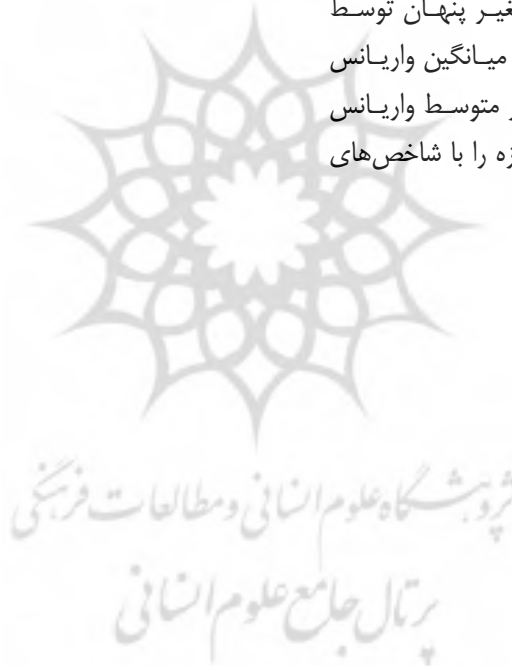 غیـر پنهـان توسـط
میـانگین واریـانس
متوسـط واریـانس
را با شاخص‌های
پژوهشگاه علوم انسانی و مطالعات فرهنگی
پرتال جامع علوم انسانی